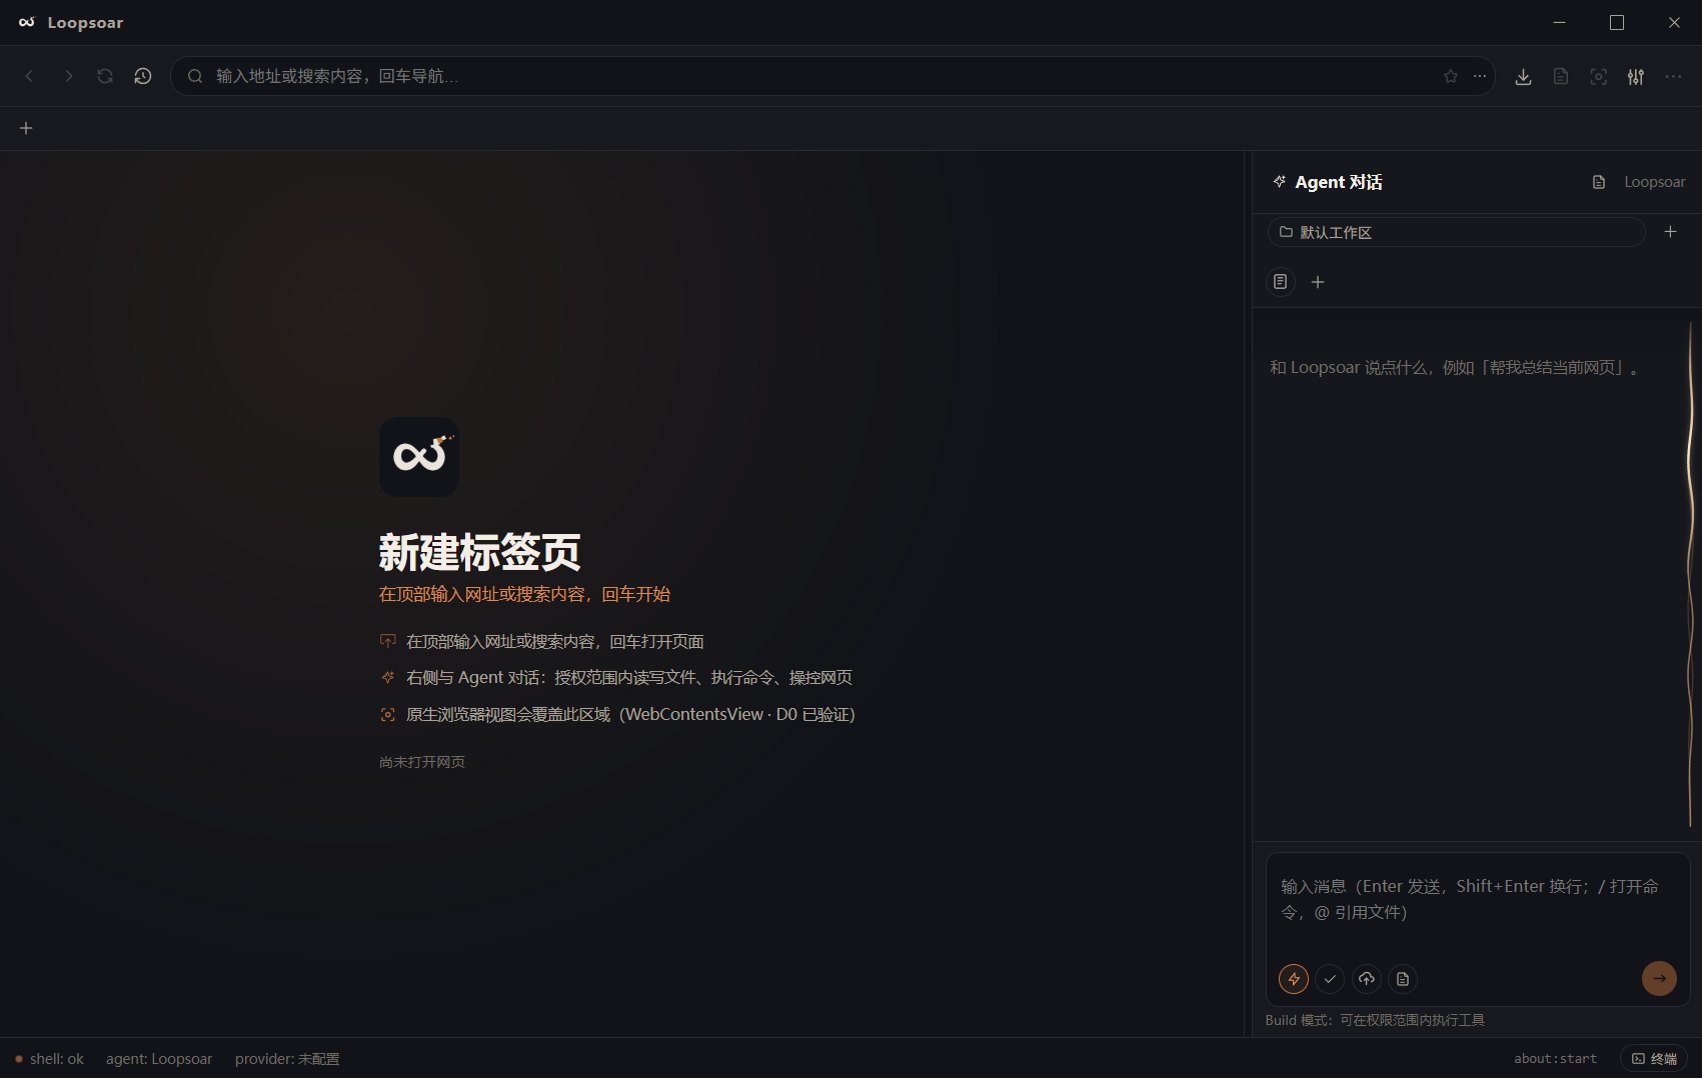 Loopsoar
输入地址或搜索内容，回车导航...
Agent 对话
Loopsoar
默认工作区
和 Loopsoar 说点什么，例如「帮我总结当前网页」。
新建标签页
在顶部输入网址或搜索内容，回车开始
在顶部输入网址或搜索内容，回车打开页面
右侧与 Agent 对话：授权范围内读写文件、执行命令、操控网页
原生浏览器视图会覆盖此区域（WebContentsView · D0 已验证）
尚未打开网页
输入消息（Enter 发送，Shift+Enter 换行；/ 打开命
令，@ 引用文件）
Build 模式：可在权限范围内执行工具
shell: ok
agent: Loopsoar
provider: 未配置
about:start
终端